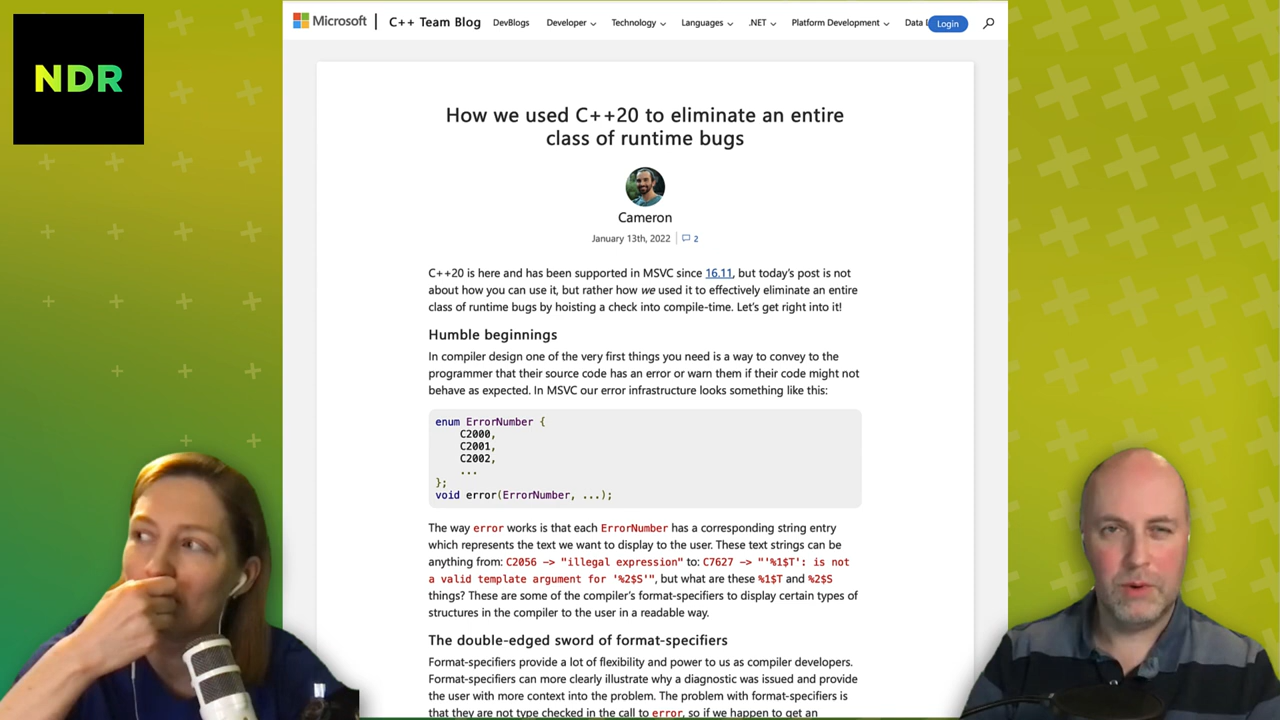 NDR
Microsoft | C++ Team Blog DevBlogs Developer Technology Languages .NET Platform Development Data Login
How we used C++20 to eliminate an entire
class of runtime bugs
Cameron
January 13th, 2022 | 2
C++20 is here and has been supported in MSVC since 16.11, but today's post is not
about how you can use it, but rather how we used it to effectively eliminate an entire
class of runtime bugs by hoisting a check into compile-time. Let's get right into it!
Humble beginnings
In compiler design one of the very first things you need is a way to convey to the
programmer that their source code has an error or warn them if their code might not
behave as expected. In MSVC our error infrastructure looks something like this:
enum ErrorNumber {
C2000,
C2001,
C2002,
...
};
void error(ErrorNumber, ...);
The way error works is that each ErrorNumber has a corresponding string entry
which represents the text we want to display to the user. These text strings can be
anything from: C2056 -> "illegal expression" to: C7627 -> "'%1$T': is not
a valid template argument for '%2$S'", but what are these %1$T and %2$S
things? These are some of the compiler's format-specifiers to display certain types of
structures in the compiler to the user in a readable way.
The double-edged sword of format-specifiers
Format-specifiers provide a lot of flexibility and power to us as compiler developers.
Format-specifiers can more clearly illustrate why a diagnostic was issued and provide
the user with more context into the problem. The problem with format-specifiers is
that they are not type checked in the call to error, so if we happen to get an